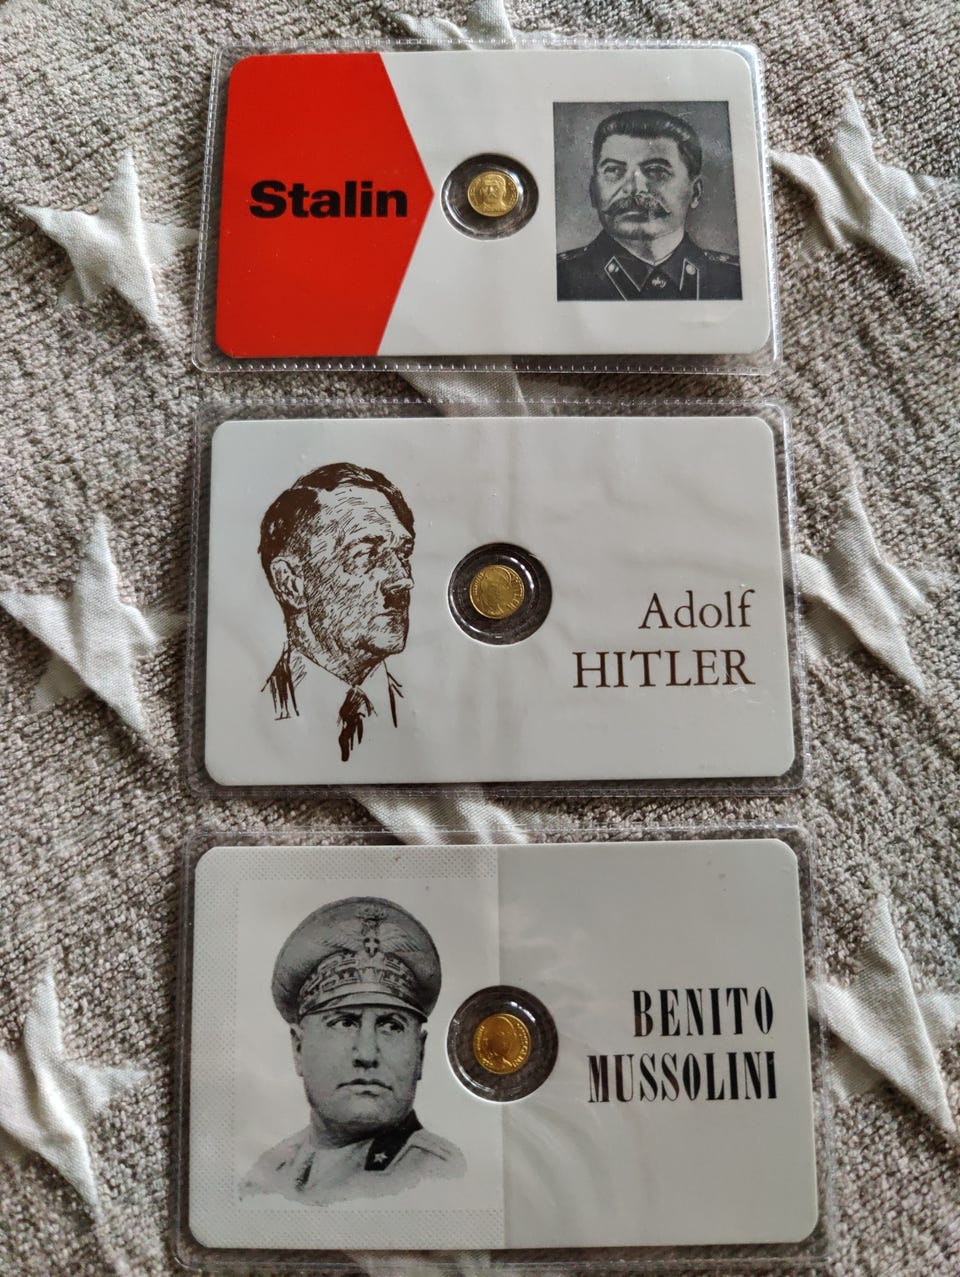 Stalin
Adolf
HITLER
BENITO
MUSSOLINI